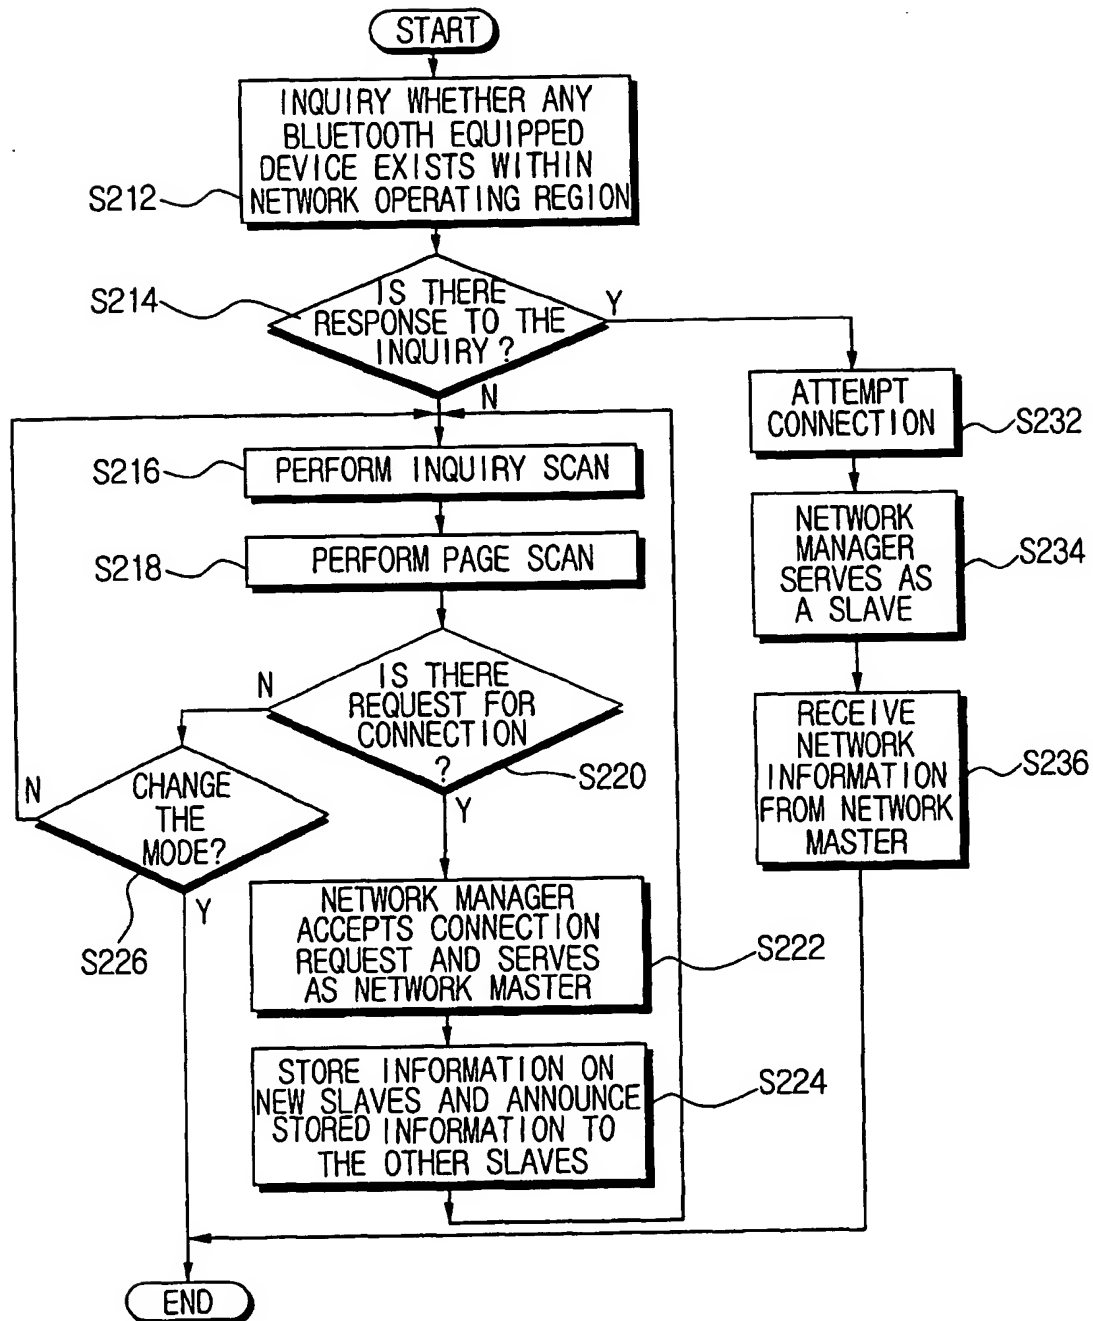 START
INQUIRY WHETHER ANY
BLUETOOTH EQUIPPED
DEVICE EXISTS WITHIN
NETWORK OPERATING REGION
S212
IS THERE
RESPONSE TO THE
INQUIRY?
S214
Y
N
ATTEMPT
CONNECTION
S232
PERFORM INQUIRY SCAN
S216
NETWORK
MANAGER
SERVES AS
A SLAVE
S234
PERFORM PAGE SCAN
S218
IS THERE
REQUEST FOR
CONNECTION
?
S220
N
Y
RECEIVE
NETWORK
INFORMATION
FROM NETWORK
MASTER
S236
CHANGE
THE
MODE?
N
Y
S226
NETWORK MANAGER
ACCEPTS CONNECTION
REQUEST AND SERVES
AS NETWORK MASTER
S222
STORE INFORMATION ON
NEW SLAVES AND ANNOUNCE
STORED INFORMATION TO
THE OTHER SLAVES
S224
END